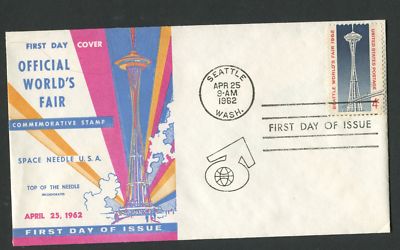 FIRST DAY COVER
OFFICIAL
WORLD'S
FAIR
COMMEMORATIVE STAMP
SPACE NEEDLE U.S.A.
TOP OF THE NEEDLE
INCORPORATED
APRIL 25, 1962
FIRST DAY OF ISSUE
SEATTLE
APR 25
9-AM
1962
WASH.
FIRST DAY OF ISSUE
SEATTLE WORLD'S FAIR 1962
UNITED STATES POSTAGE
4¢